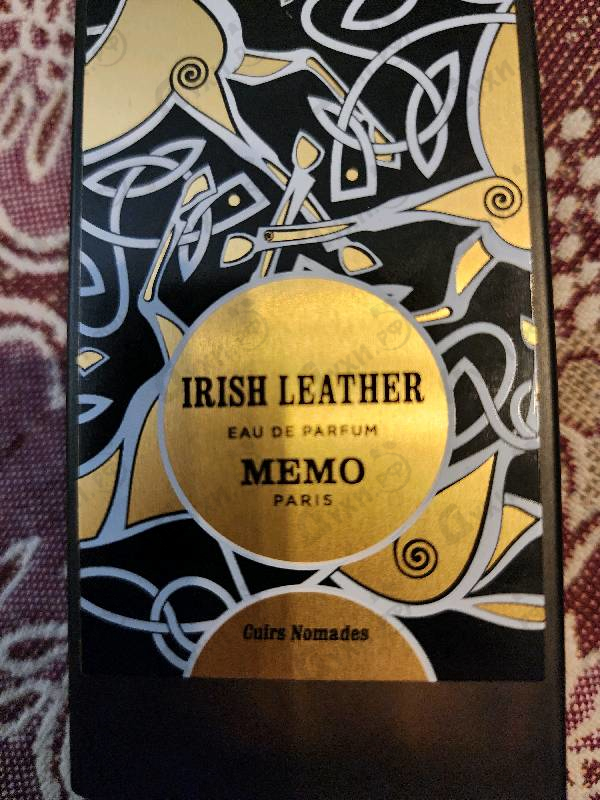 IRISH LEATHER
EAU DE PARFUM
MEMO
PARIS
Cuirs Nomades